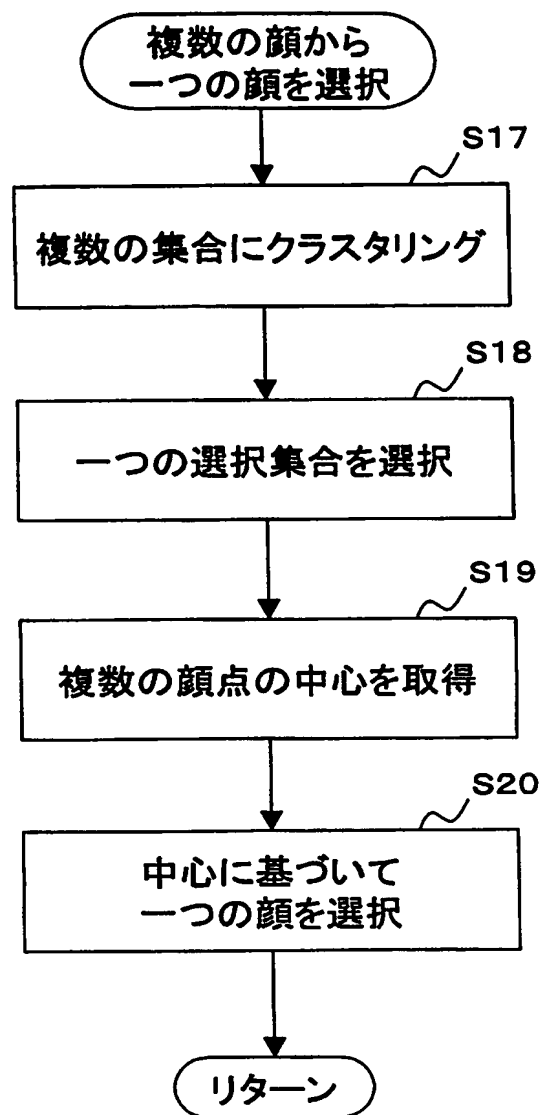 複数の顔から
一つの顔を選択
S17
複数の集合にクラスタリング
S18
一つの選択集合を選択
S19
複数の顔点の中心を取得
S20
中心に基づいて
一つの顔を選択
リターン